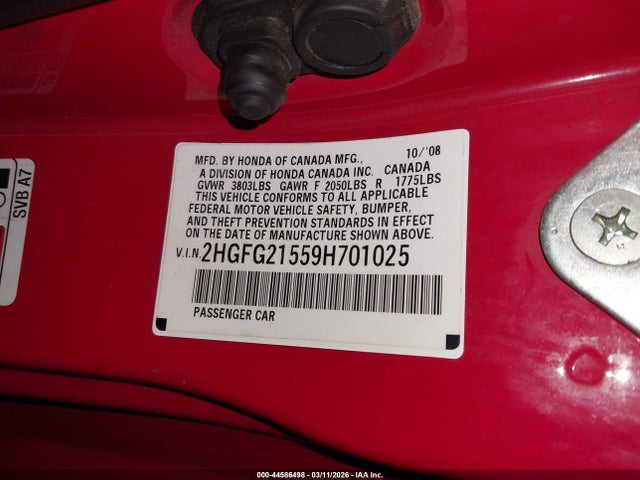 MFD. BY HONDA OF CANADA MFG., 10/'08
A DIVISION OF HONDA CANADA INC. CANADA
GVWR 3803LBS GAWR F 2050LBS R 1775LBS
THIS VEHICLE CONFORMS TO ALL APPLICABLE
FEDERAL MOTOR VEHICLE SAFETY, BUMPER,
AND THEFT PREVENTION STANDARDS IN EFFECT
ON THE DATE OF MANUFACTURE SHOWN ABOVE.
V.I.N. 2HGFG21559H701025
PASSENGER CAR
SVB A7
000-44586498 - 03/11/2026 - IAA Inc.